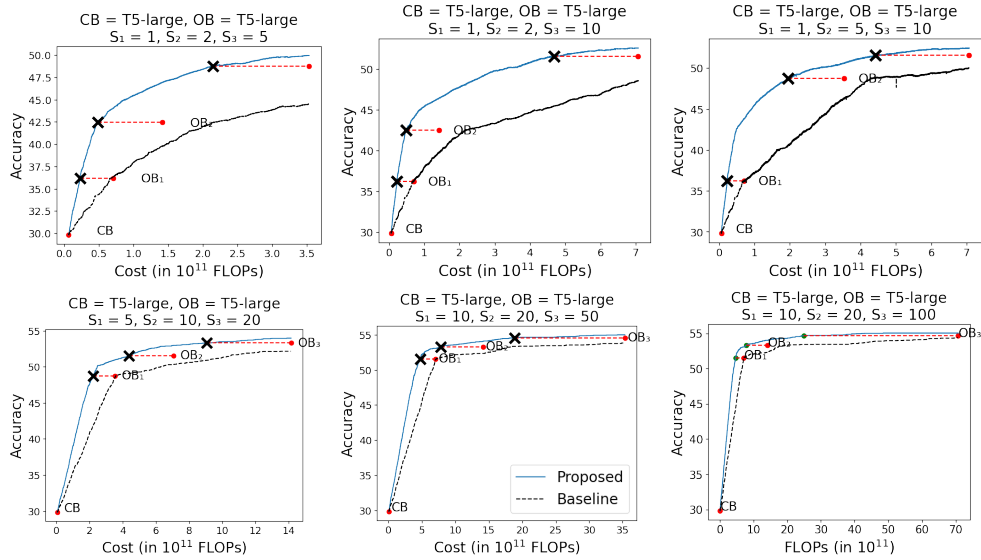 CB = T5-large, OB = T5-large
S₁ = 1, S₂ = 2, S₃ = 5
50.0
47.5
45.0
42.5
40.0
37.5
35.0
32.5
30.0
Accuracy
OB₂
OB₁
CB
0.0 0.5 1.0 1.5 2.0 2.5 3.0 3.5
Cost (in 10¹¹ FLOPs)
CB = T5-large, OB = T5-large
S₁ = 1, S₂ = 2, S₃ = 10
50
45
40
35
30
Accuracy
OB₂
OB₁
CB
0 1 2 3 4 5 6 7
Cost (in 10¹¹ FLOPs)
CB = T5-large, OB = T5-large
S₁ = 1, S₂ = 5, S₃ = 10
50
45
40
35
30
Accuracy
OB₂
OB₁
CB
0 1 2 3 4 5 6 7
Cost (in 10¹¹ FLOPs)
CB = T5-large, OB = T5-large
S₁ = 5, S₂ = 10, S₃ = 20
55
50
45
40
35
30
Accuracy
OB₃
OB₂
OB₁
CB
0 2 4 6 8 10 12 14
Cost (in 10¹¹ FLOPs)
CB = T5-large, OB = T5-large
S₁ = 10, S₂ = 20, S₃ = 50
55
50
45
40
35
30
Accuracy
OB₃
OB₂
OB₁
CB
Proposed
Baseline
0 5 10 15 20 25 30 35
Cost (in 10¹¹ FLOPs)
CB = T5-large, OB = T5-large
S₁ = 10, S₂ = 20, S₃ = 100
55
50
45
40
35
30
Accuracy
OB₃
OB₂
OB₁
CB
0 10 20 30 40 50 60 70
FLOPs (in 10¹¹)